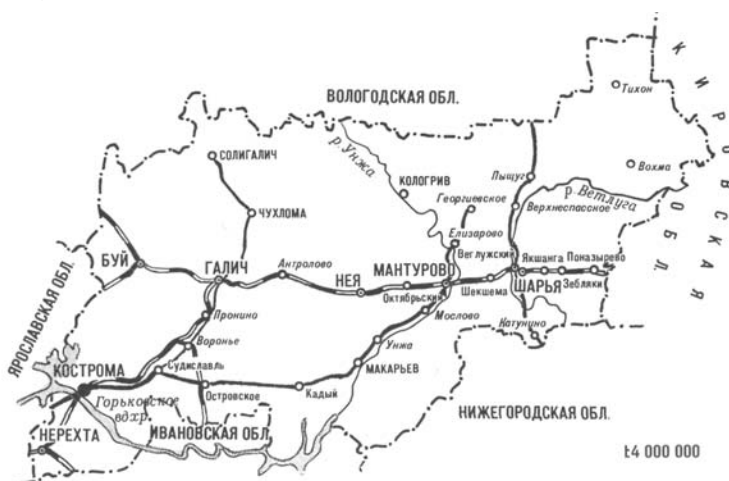 КИРОВСКАЯ ОБЛ.
Тихон
ВОЛОГОДСКАЯ ОБЛ.
р. Унжа
СОЛИГАЛИЧ
Вохма
Пыщуг
р. Ветлуга
КОЛОГРИВ
Георгиевское
Верхнеспасское
ЧУХЛОМА
Елизарово
Ветлужский
ЯРОСЛАВСКАЯ ОБЛ.
БУЙ
ГАЛИЧ
Антролово
НЕЯ
МАНТУРОВО
Якшанга
Поназырево
Октябрьский
Шекшема
ШАРЬЯ
Зебляки
Пронино
Мослово
Воронье
Унжа
Катунино
КОСТРОМА
Судиславль
МАКАРЬЕВ
Горьковское
вдхр.
Островское
Кадый
НЕРЕХТА
ИВАНОВСКАЯ ОБЛ.
НИЖЕГОРОДСКАЯ ОБЛ.
1:4 000 000